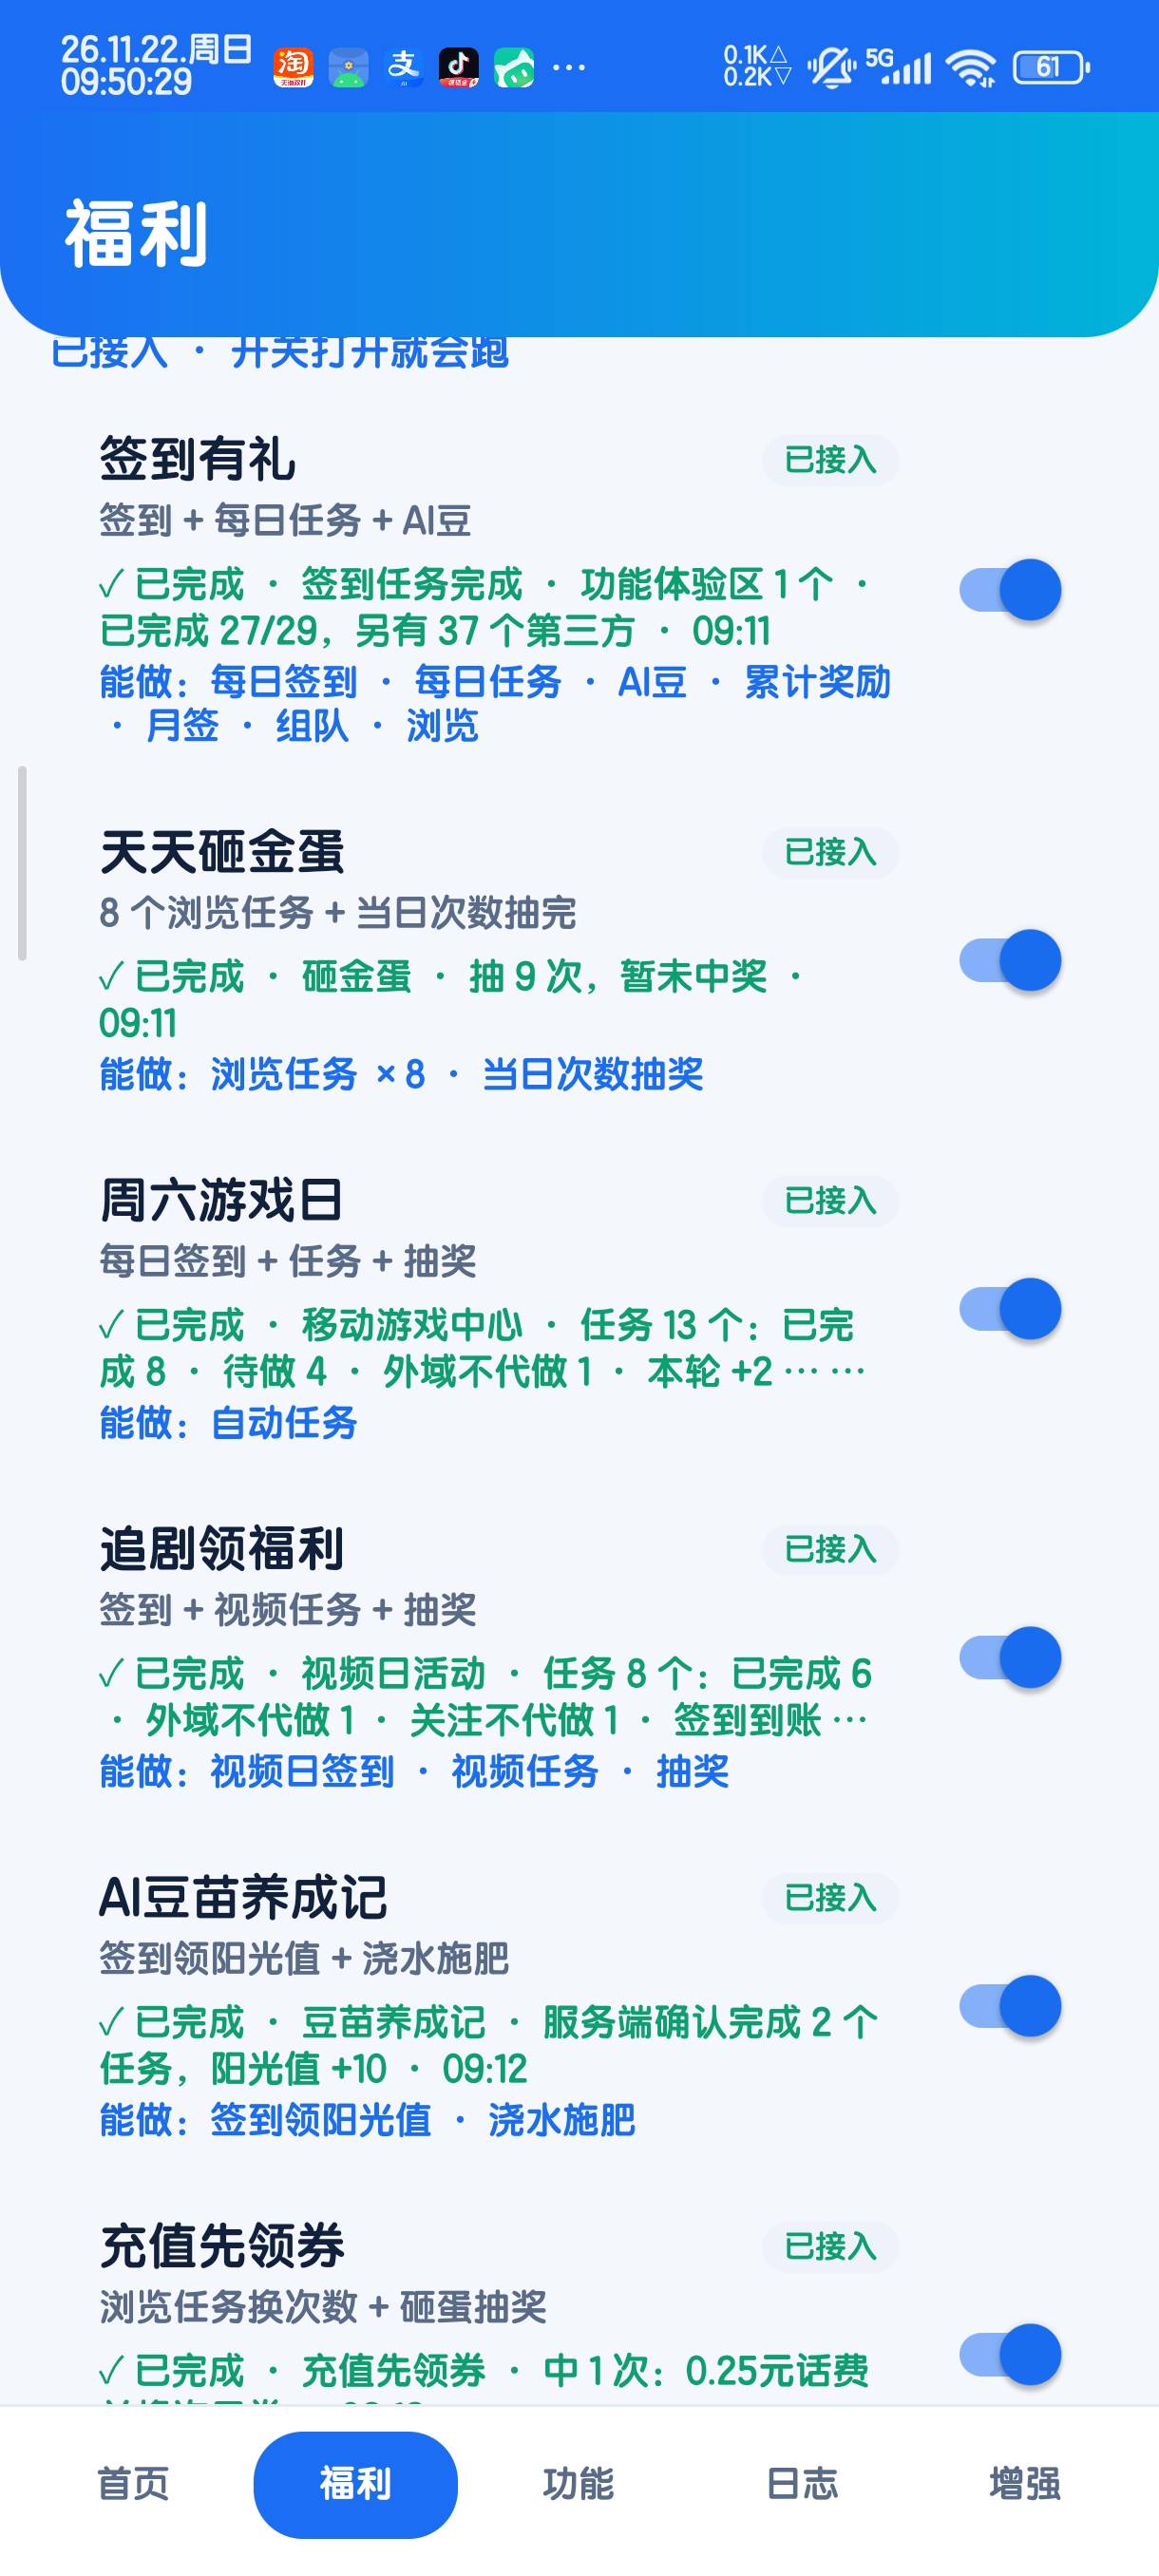 26.11.22.周日
09:50:29
0.1K△
0.2K▽
5G
61
福利
已接入 · 开关打开就会跑
签到有礼
已接入
签到 + 每日任务 + AI豆
✓ 已完成 · 签到任务完成 · 功能体验区 1 个 ·
已完成 27/29，另有 37 个第三方 · 09:11
能做：每日签到 · 每日任务 · AI豆 · 累计奖励
· 月签 · 组队 · 浏览
天天砸金蛋
已接入
8 个浏览任务 + 当日次数抽完
✓ 已完成 · 砸金蛋 · 抽 9 次，暂未中奖 ·
09:11
能做：浏览任务 ×8 · 当日次数抽奖
周六游戏日
已接入
每日签到 + 任务 + 抽奖
✓ 已完成 · 移动游戏中心 · 任务 13 个：已完
成 8 · 待做 4 · 外域不代做 1 · 本轮 +2 … …
能做：自动任务
追剧领福利
已接入
签到 + 视频任务 + 抽奖
✓ 已完成 · 视频日活动 · 任务 8 个：已完成 6
· 外域不代做 1 · 关注不代做 1 · 签到到账 …
能做：视频日签到 · 视频任务 · 抽奖
AI豆苗养成记
已接入
签到领阳光值 + 浇水施肥
✓ 已完成 · 豆苗养成记 · 服务端确认完成 2 个
任务，阳光值 +10 · 09:12
能做：签到领阳光值 · 浇水施肥
充值先领券
已接入
浏览任务换次数 + 砸蛋抽奖
✓ 已完成 · 充值先领券 · 中 1 次：0.25元话费
首页
福利
功能
日志
增强